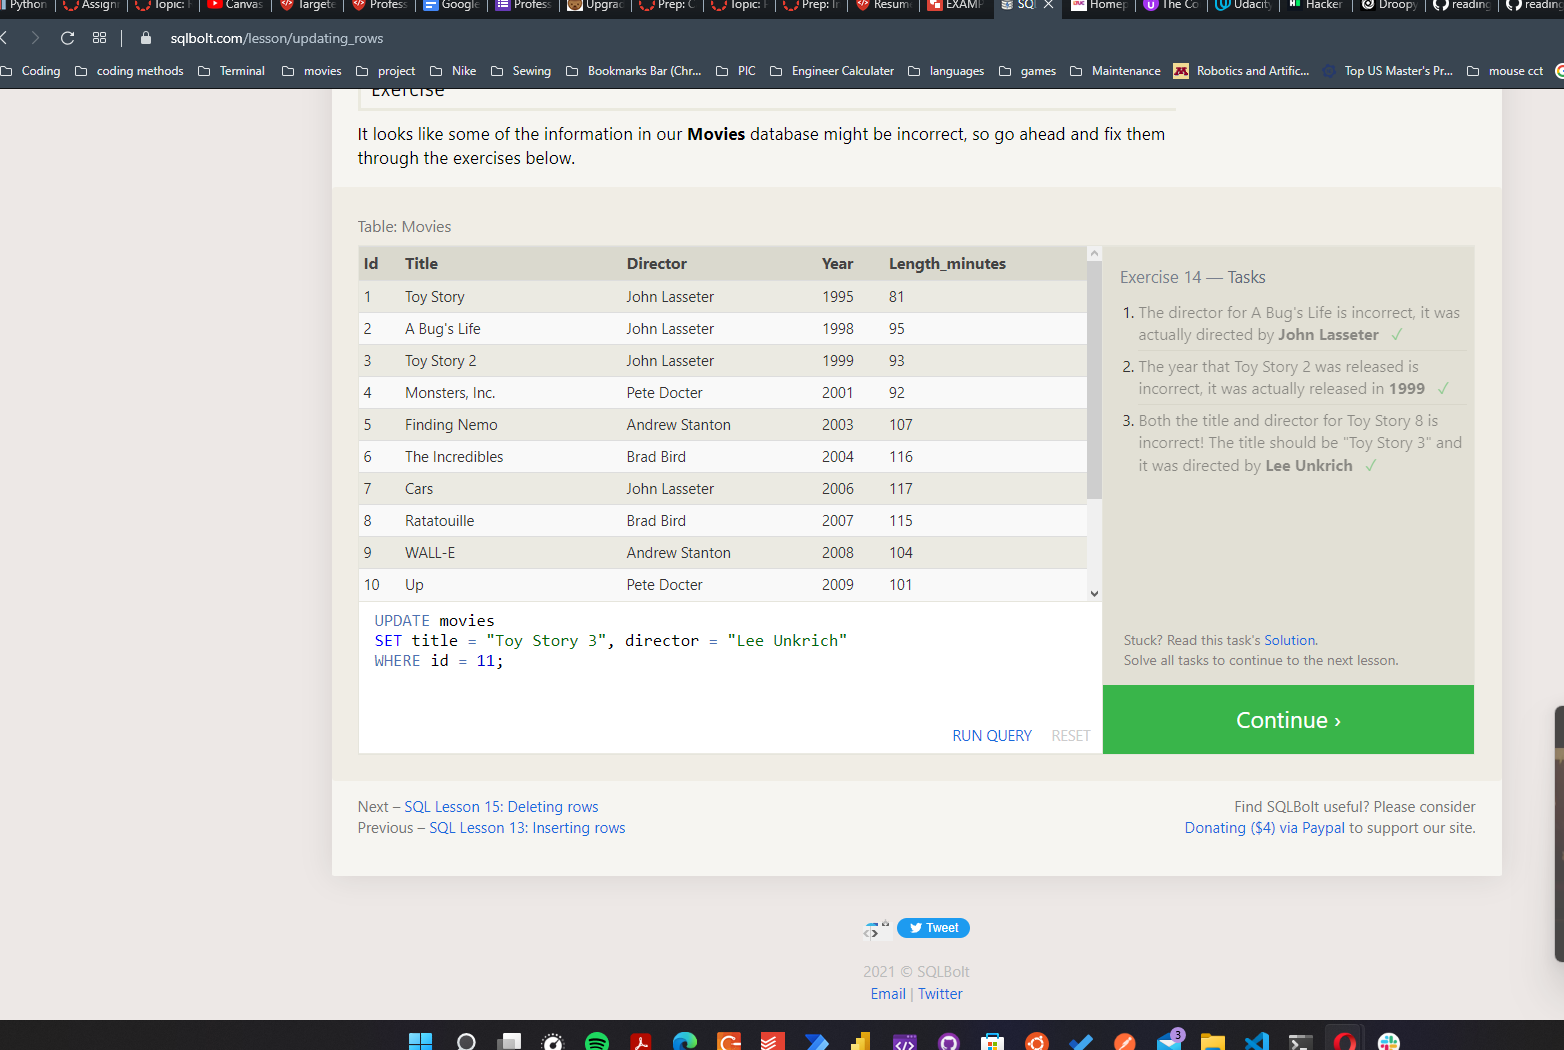 Python
Assign
Topic:
Canvas
Targete
Profess
Google
Profess
Upgrad
Prep: C
Topic:
Prep: In
Resum
EXAMP
SQL
Homep
The Co
Udacity
Hacker
Droopy
reading
reading
sqlbolt.com/lesson/updating_rows
Coding
coding methods
Terminal
movies
project
Nike
Sewing
Bookmarks Bar (Chr...
PIC
Engineer Calculater
languages
games
Maintenance
Robotics and Artific...
Top US Master's Pr...
mouse cct
Exercise
It looks like some of the information in our Movies database might be incorrect, so go ahead and fix them
through the exercises below.
Table: Movies
Id Title Director Year Length_minutes
1 Toy Story John Lasseter 1995 81
2 A Bug's Life John Lasseter 1998 95
3 Toy Story 2 John Lasseter 1999 93
4 Monsters, Inc. Pete Docter 2001 92
5 Finding Nemo Andrew Stanton 2003 107
6 The Incredibles Brad Bird 2004 116
7 Cars John Lasseter 2006 117
8 Ratatouille Brad Bird 2007 115
9 WALL-E Andrew Stanton 2008 104
10 Up Pete Docter 2009 101
UPDATE movies
SET title = "Toy Story 3", director = "Lee Unkrich"
WHERE id = 11;
RUN QUERY RESET
Exercise 14 — Tasks
1. The director for A Bug's Life is incorrect, it was
actually directed by John Lasseter ✓
2. The year that Toy Story 2 was released is
incorrect, it was actually released in 1999 ✓
3. Both the title and director for Toy Story 8 is
incorrect! The title should be "Toy Story 3" and
it was directed by Lee Unkrich ✓
Stuck? Read this task's Solution.
Solve all tasks to continue to the next lesson.
Continue ›
Next – SQL Lesson 15: Deleting rows
Previous – SQL Lesson 13: Inserting rows
Find SQLBolt useful? Please consider
Donating ($4) via Paypal to support our site.
Tweet
2021 © SQLBolt
Email | Twitter
3